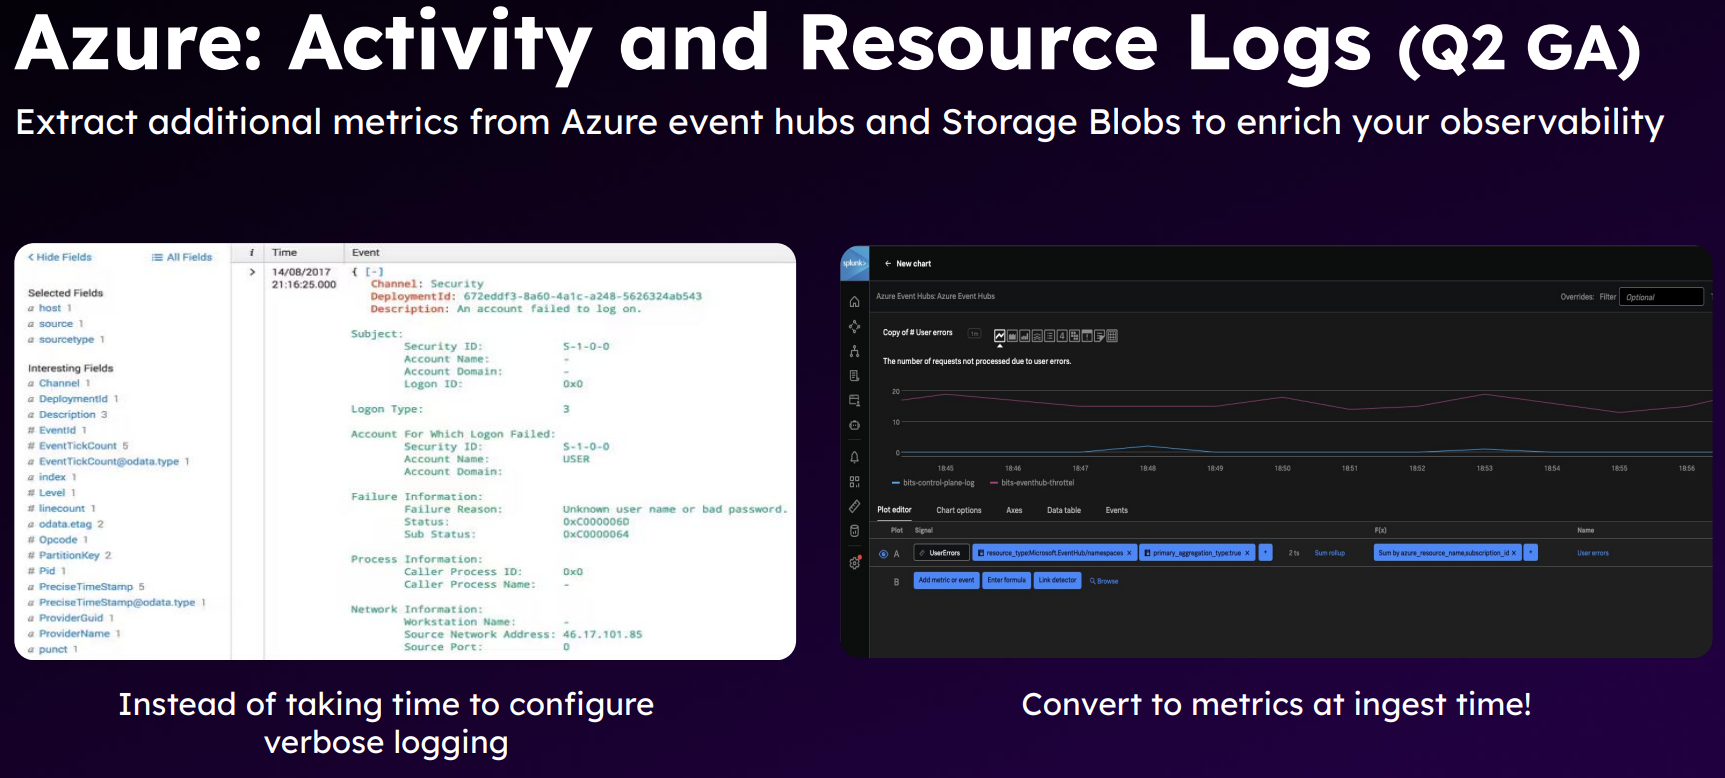 Azure: Activity and Resource Logs (Q2 GA)
Extract additional metrics from Azure event hubs and Storage Blobs to enrich your observability
< Hide Fields
All Fields
Selected Fields
a host 1
a source 1
a sourcetype 1
Interesting Fields
a Channel 1
a DeploymentId 1
a Description 3
# EventId 1
# EventTickCount 5
a EventTickCount@odata.type 1
a index 1
# Level 1
# linecount 1
a odata.etag 2
# Opcode 1
# PartitionKey 2
# Pid 1
a PreciseTimeStamp 5
a PreciseTimeStamp@odata.type 1
a ProviderGuid 1
a ProviderName 1
a punct 1
i Time Event
> 14/08/2017 21:16:25.000
{ [-]
Channel: Security
DeploymentId: 672eddf3-8a60-4a1c-a248-5626324ab543
Description: An account failed to log on.
Subject:
Security ID: S-1-0-0
Account Name: -
Account Domain: -
Logon ID: 0x0
Logon Type: 3
Account For Which Logon Failed:
Security ID: S-1-0-0
Account Name: USER
Account Domain:
Failure Information:
Failure Reason: Unknown user name or bad password.
Status: 0xC000006D
Sub Status: 0xC0000064
Process Information:
Caller Process ID: 0x0
Caller Process Name: -
Network Information:
Workstation Name: -
Source Network Address: 46.17.101.85
Source Port: 0
Instead of taking time to configure
verbose logging
splunk>
← New chart
Azure Event Hubs: Azure Event Hubs
Overrides: Filter Optional
Copy of # User errors 1m
The number of requests not processed due to user errors.
20
10
0
18:45 18:46 18:47 18:48 18:49 18:50 18:51 18:52 18:53 18:54 18:55 18:56
bits-control-plane-log bits-eventhub-throttel
Plot editor Chart options Axes Data table Events
Plot Signal F(x) Name
A UserErrors resource_type:Microsoft.EventHub/namespaces × primary_aggregation_type:true × + 2 ts Sum rollup Sum by azure_resource_name,subscription_id × + User errors
B Add metric or event Enter formula Link detector Browse
Convert to metrics at ingest time!